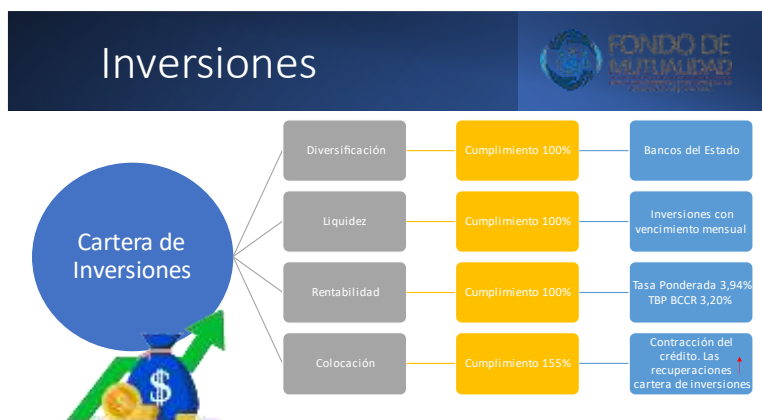 Inversiones
FONDO DE
MUTUALIDAD
Cartera de
Inversiones
Diversificación
Cumplimiento 100%
Bancos del Estado
Liquidez
Cumplimiento 100%
Inversiones con
vencimiento mensual
Rentabilidad
Cumplimiento 100%
Tasa Ponderada 3,94%
TBP BCCR 3,20%
Colocación
Cumplimiento 155%
Contracción del
crédito. Las
recuperaciones
cartera de inversiones
$